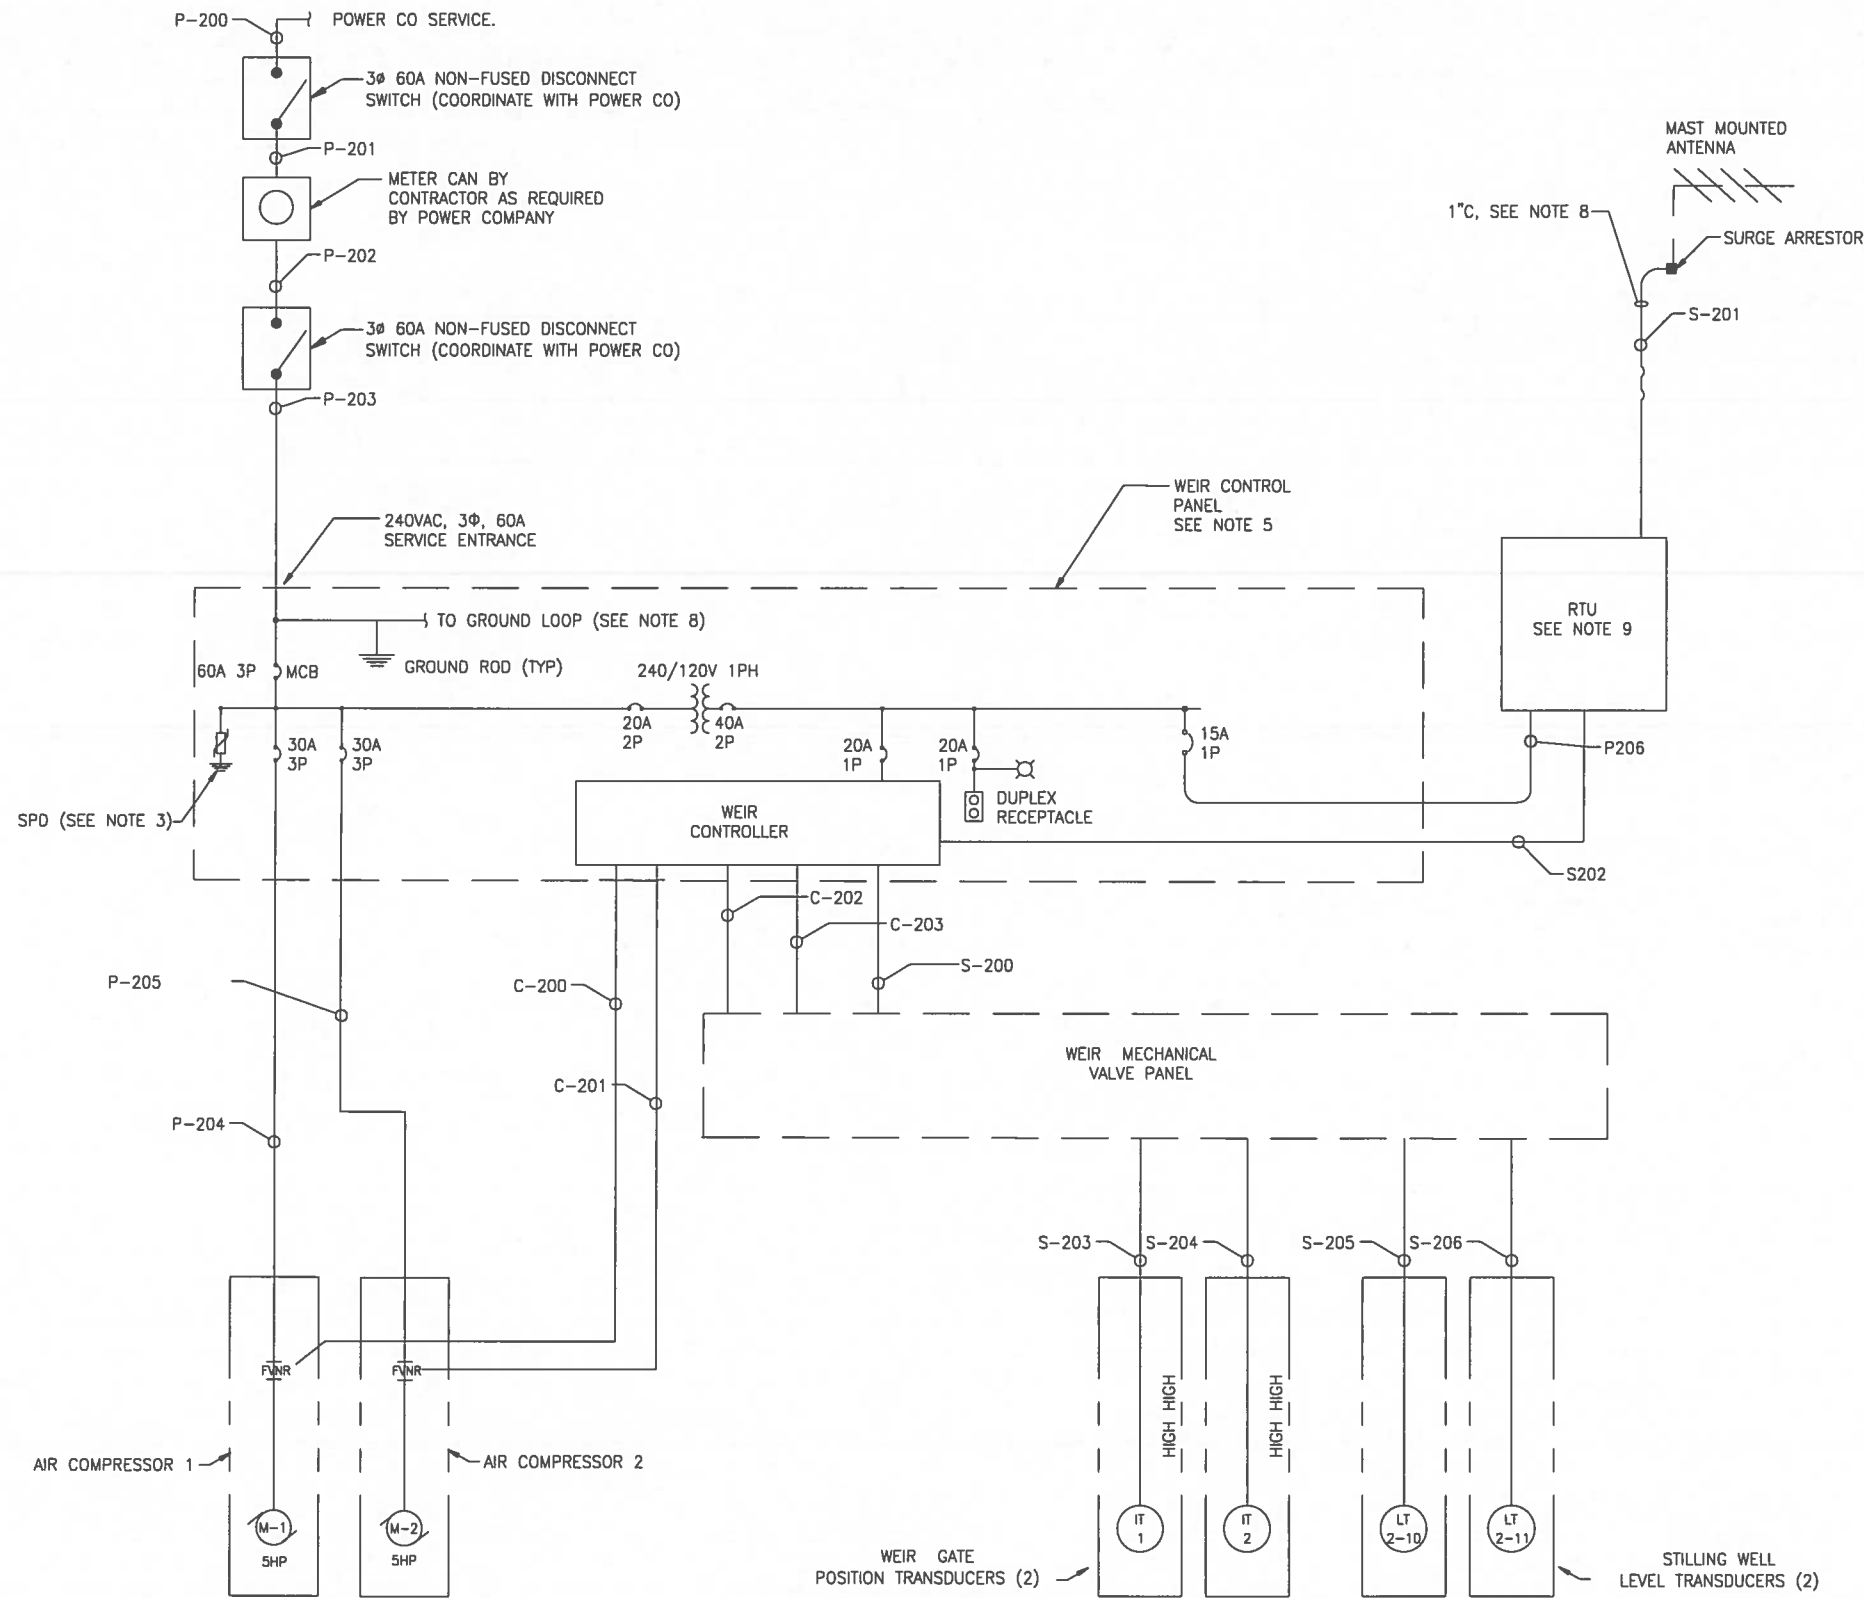 P-200
POWER CO SERVICE.
3ø 60A NON-FUSED DISCONNECT
SWITCH (COORDINATE WITH POWER CO)
P-201
METER CAN BY
CONTRACTOR AS REQUIRED
BY POWER COMPANY
P-202
3ø 60A NON-FUSED DISCONNECT
SWITCH (COORDINATE WITH POWER CO)
P-203
MAST MOUNTED
ANTENNA
1"C, SEE NOTE 8
SURGE ARRESTOR
S-201
WEIR CONTROL
PANEL
SEE NOTE 5
240VAC, 3Φ, 60A
SERVICE ENTRANCE
RTU
SEE NOTE 9
TO GROUND LOOP (SEE NOTE 8)
GROUND ROD (TYP)
60A 3P
MCB
240/120V 1PH
20A
2P
40A
2P
30A
3P
30A
3P
20A
1P
20A
1P
15A
1P
P206
SPD (SEE NOTE 3)
WEIR
CONTROLLER
DUPLEX
RECEPTACLE
S202
C-202
C-203
S-200
P-205
C-200
C-201
P-204
WEIR MECHANICAL
VALVE PANEL
S-203
S-204
S-205
S-206
FVNR
FVNR
HIGH HIGH
HIGH HIGH
AIR COMPRESSOR 1
AIR COMPRESSOR 2
M-1
5HP
M-2
5HP
IT
1
IT
2
LT
2-10
LT
2-11
WEIR GATE
POSITION TRANSDUCERS (2)
STILLING WELL
LEVEL TRANSDUCERS (2)